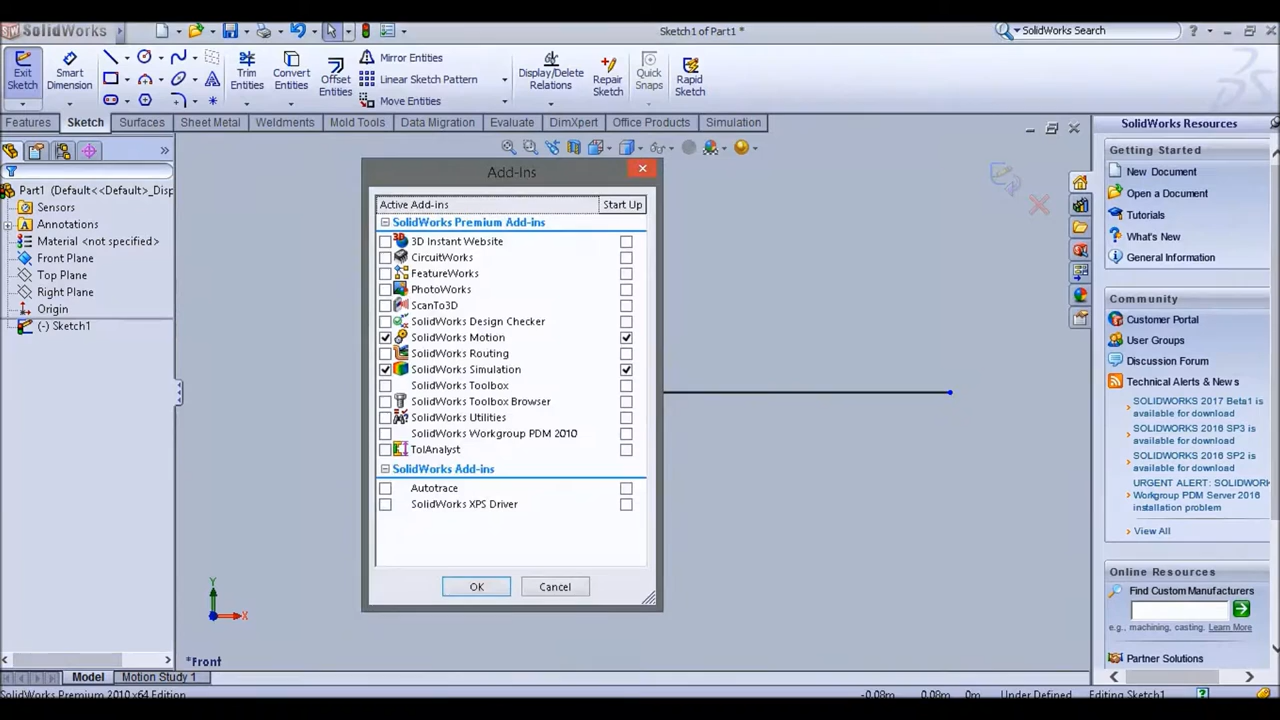 SolidWorks
Sketch1 of Part1 *
SolidWorks Search
Exit Sketch
Smart Dimension
Trim Entities
Convert Entities
Offset Entities
Mirror Entities
Linear Sketch Pattern
Move Entities
Display/Delete Relations
Repair Sketch
Quick Snaps
Rapid Sketch
Features
Sketch
Surfaces
Sheet Metal
Weldments
Mold Tools
Data Migration
Evaluate
DimXpert
Office Products
Simulation
Part1 (Default<<Default>_Disp
Sensors
Annotations
Material <not specified>
Front Plane
Top Plane
Right Plane
Origin
(-) Sketch1
Add-Ins
Active Add-ins Start Up
SolidWorks Premium Add-ins
3D Instant Website
CircuitWorks
FeatureWorks
PhotoWorks
ScanTo3D
SolidWorks Design Checker
SolidWorks Motion
SolidWorks Routing
SolidWorks Simulation
SolidWorks Toolbox
SolidWorks Toolbox Browser
SolidWorks Utilities
SolidWorks Workgroup PDM 2010
TolAnalyst
SolidWorks Add-ins
Autotrace
SolidWorks XPS Driver
OK Cancel
SolidWorks Resources
Getting Started
New Document
Open a Document
Tutorials
What's New
General Information
Community
Customer Portal
User Groups
Discussion Forum
Technical Alerts & News
SOLIDWORKS 2017 Beta1 is
available for download
SOLIDWORKS 2016 SP3 is
available for download
SOLIDWORKS 2016 SP2 is
available for download
URGENT ALERT: SOLIDWORK
Workgroup PDM Server 2016
installation problem
View All
Online Resources
Find Custom Manufacturers
e.g., machining, casting. Learn More
Partner Solutions
Y
X
*Front
Model
Motion Study 1
SolidWorks Premium 2010 x64 Edition
-0.08m 0.08m 0m Under Defined Editing Sketch1